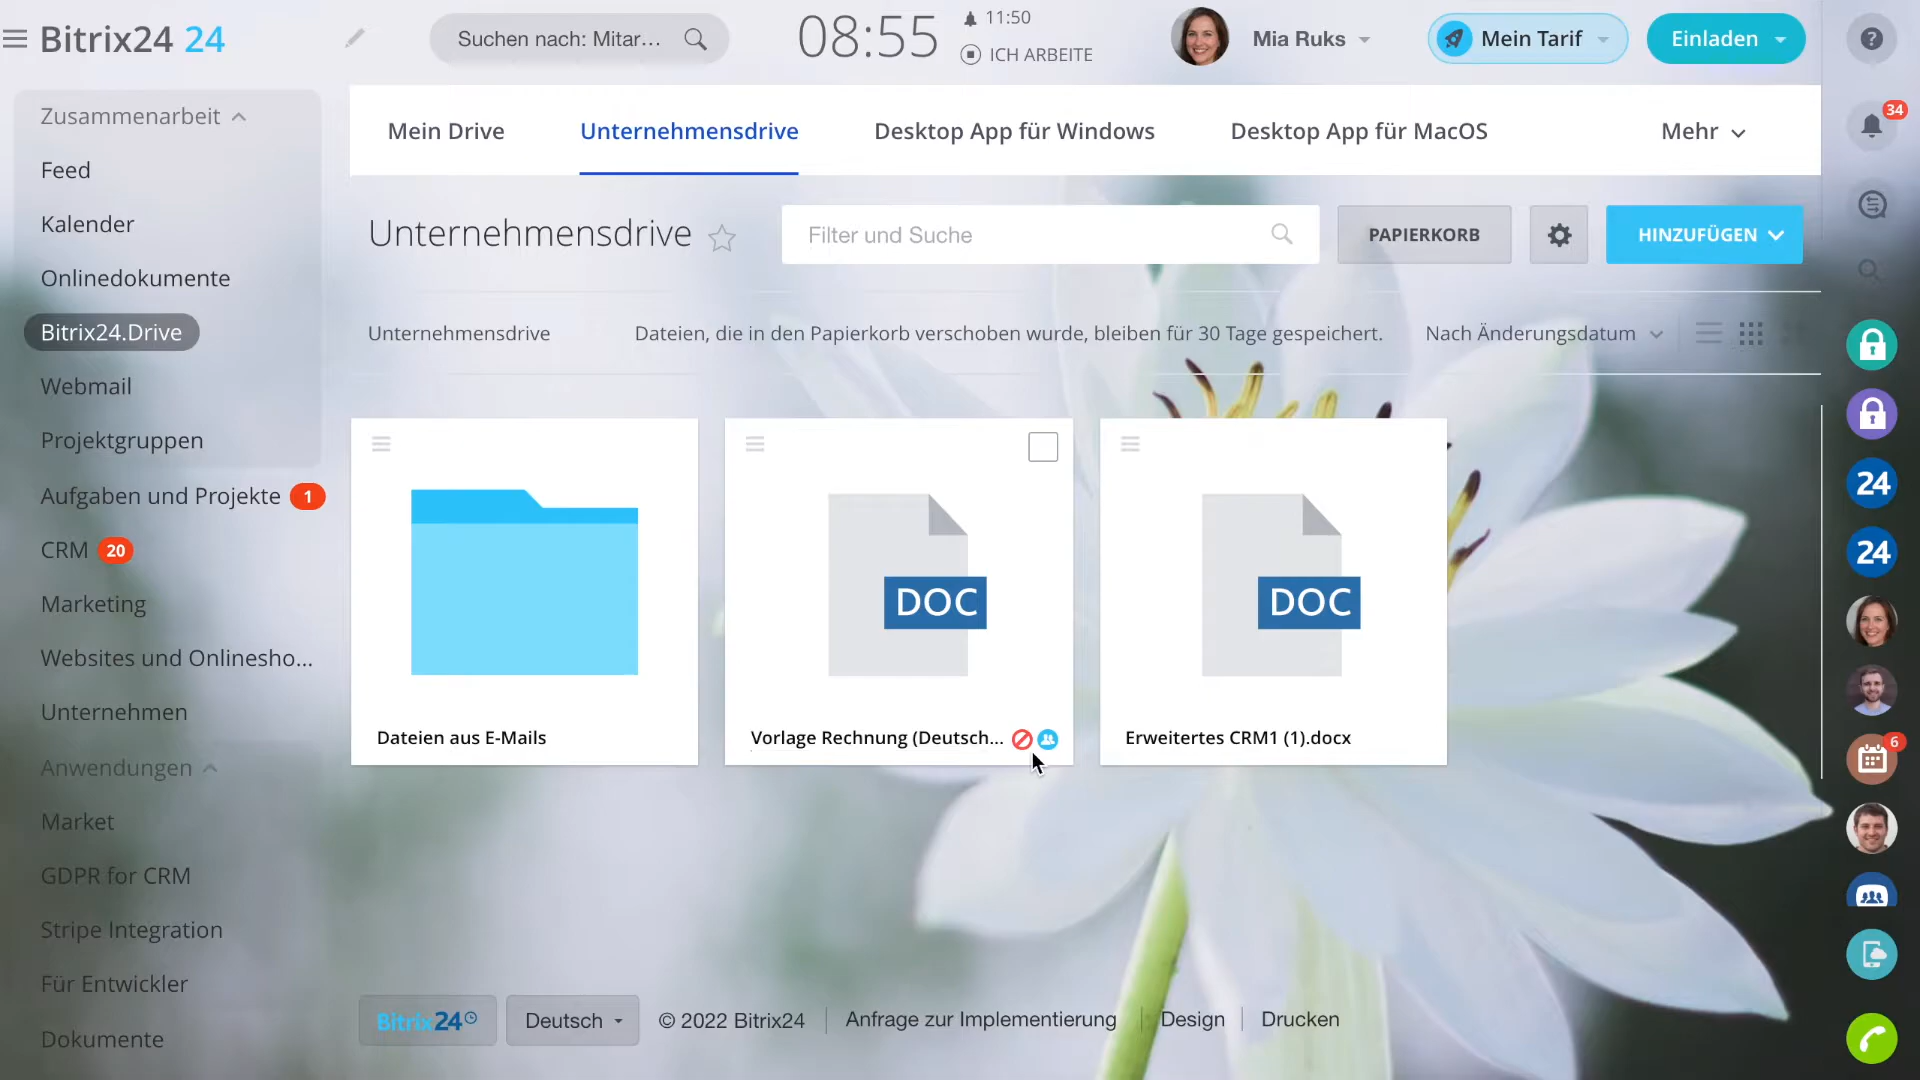 Bitrix24 24
Suchen nach: Mitar...
08:55
11:50
ICH ARBEITE
Mia Ruks
Mein Tarif
Einladen
34
Zusammenarbeit
Feed
Kalender
Onlinedokumente
Bitrix24.Drive
Webmail
Projektgruppen
Aufgaben und Projekte 1
CRM 20
Marketing
Websites und Onlinesho...
Unternehmen
Anwendungen
Market
GDPR for CRM
Stripe Integration
Für Entwickler
Dokumente
Mein Drive
Unternehmensdrive
Desktop App für Windows
Desktop App für MacOS
Mehr
Unternehmensdrive
Filter und Suche
PAPIERKORB
HINZUFÜGEN
Unternehmensdrive
Dateien, die in den Papierkorb verschoben wurde, bleiben für 30 Tage gespeichert.
Nach Änderungsdatum
DOC
DOC
Dateien aus E-Mails
Vorlage Rechnung (Deutsch...
Erweitertes CRM1 (1).docx
24
24
6
Bitrix24
Deutsch
© 2022 Bitrix24
Anfrage zur Implementierung
Design
Drucken